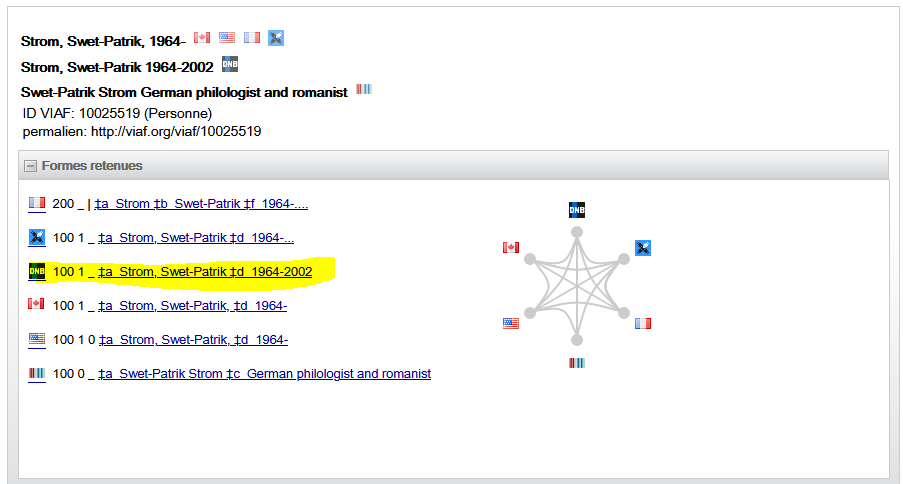 Strom, Swet-Patrik, 1964-
Strom, Swet-Patrik 1964-2002 DNB
Swet-Patrik Strom German philologist and romanist
ID VIAF: 10025519 (Personne)
permalien: http://viaf.org/viaf/10025519
Formes retenues
200 _ | ‡a Strom ‡b Swet-Patrik ‡f 1964-....
100 1 _ ‡a Strom, Swet-Patrik ‡d 1964-...
DNB 100 1 _ ‡a Strom, Swet-Patrik ‡d 1964-2002
100 1 _ ‡a Strom, Swet-Patrik, ‡d 1964-
100 1 0 ‡a Strom, Swet-Patrik, ‡d 1964-
100 0 _ ‡a Swet-Patrik Strom ‡c German philologist and romanist
DNB